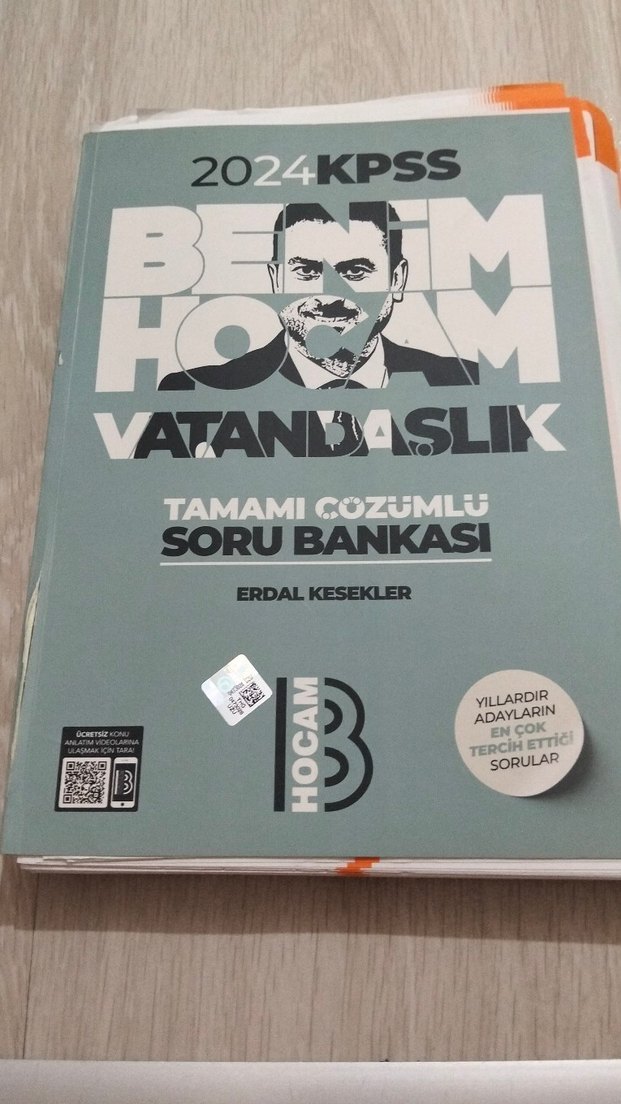 2024KPSS
BENiM
HOCAM
VATANDAŞLIK
TAMAMI ÇÖZÜMLÜ
SORU BANKASI
ERDAL KESEKLER
HOCAM
B
YILLARDIR
ADAYLARIN
EN ÇOK
TERCİH ETTİĞİ
SORULAR
ÜCRETSİZ KONU
ANLATIM VİDEOLARINA
ULAŞMAK İÇİN TARA!